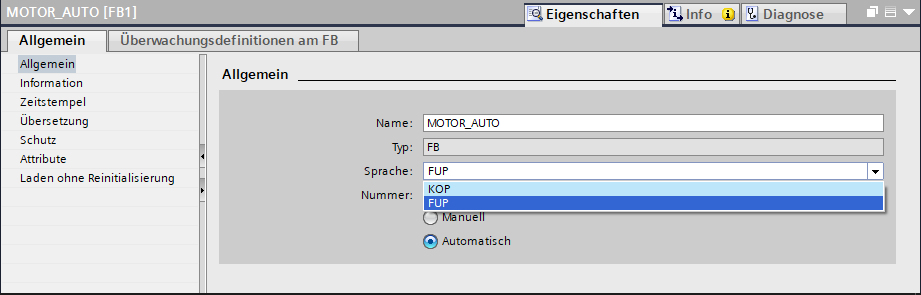 MOTOR_AUTO [FB1]
Eigenschaften
Info
Diagnose
Allgemein
Überwachungsdefinitionen am FB
Allgemein
Information
Zeitstempel
Übersetzung
Schutz
Attribute
Laden ohne Reinitialisierung
Allgemein
Name: MOTOR_AUTO
Typ: FB
Sprache: FUP
KOP
Nummer: FUP
Manuell
Automatisch